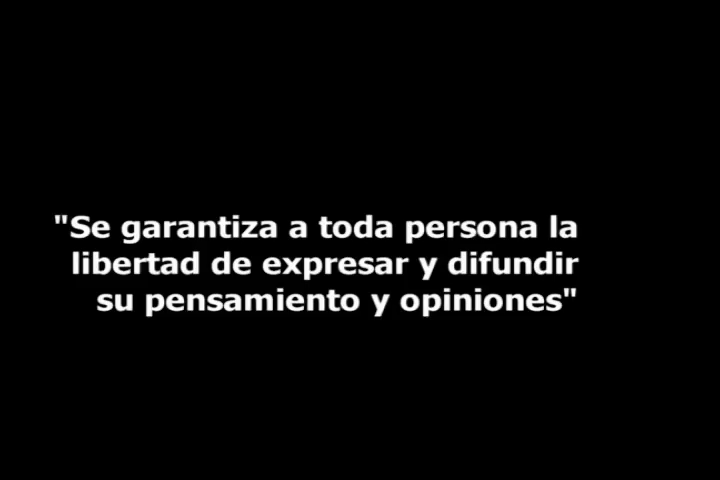 "Se garantiza a toda persona la
libertad de expresar y difundir
su pensamiento y opiniones"